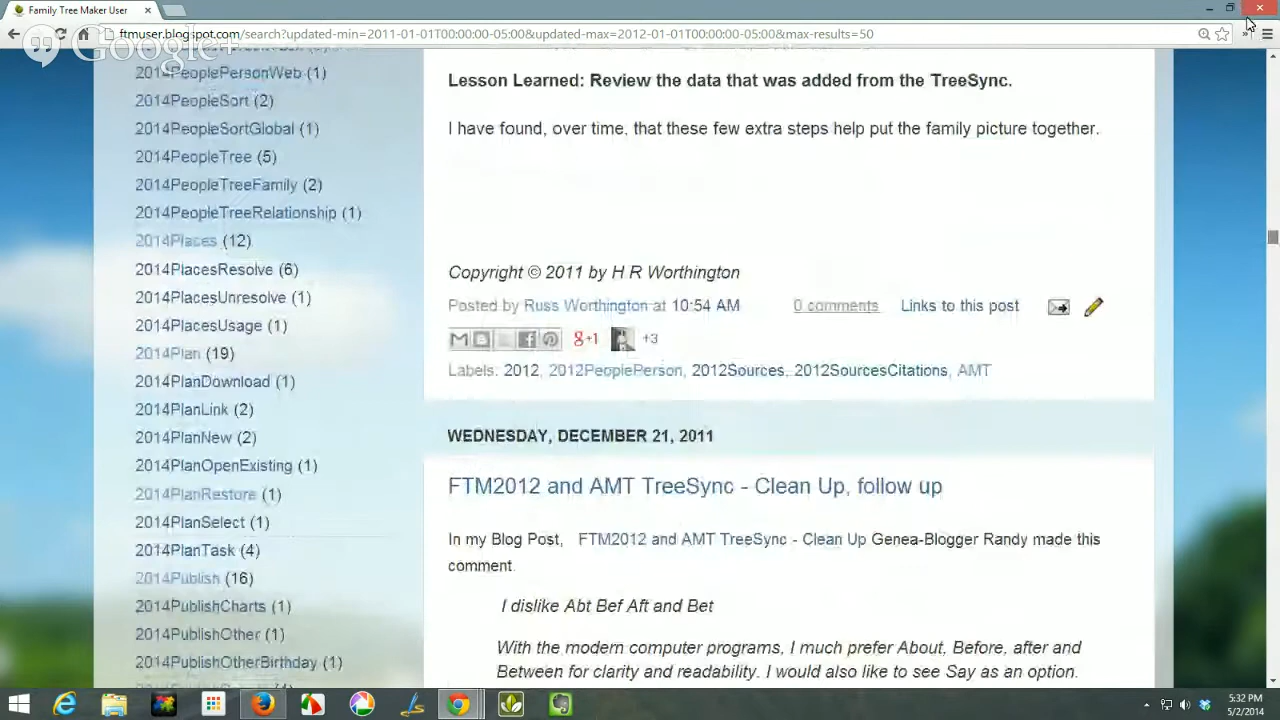 Family Tree Maker User
Google+
ftmuser.blogspot.com/search?updated-min=2011-01-01T00:00:00-05:00&updated-max=2012-01-01T00:00:00-05:00&max-results=50
2014PeoplePersonWeb (1)
2014PeopleSort (2)
2014PeopleSortGlobal (1)
2014PeopleTree (5)
2014PeopleTreeFamily (2)
2014PeopleTreeRelationship (1)
2014Places (12)
2014PlacesResolve (6)
2014PlacesUnresolve (1)
2014PlacesUsage (1)
2014Plan (19)
2014PlanDownload (1)
2014PlanLink (2)
2014PlanNew (2)
2014PlanOpenExisting (1)
2014PlanRestore (1)
2014PlanSelect (1)
2014PlanTask (4)
2014Publish (16)
2014PublishCharts (1)
2014PublishOther (1)
2014PublishOtherBirthday (1)
Lesson Learned: Review the data that was added from the TreeSync.
I have found, over time, that these few extra steps help put the family picture together.
Copyright © 2011 by H R Worthington
Posted by Russ Worthington at 10:54 AM 0 comments Links to this post
g+1 +3
Labels: 2012, 2012PeoplePerson, 2012Sources, 2012SourcesCitations, AMT
WEDNESDAY, DECEMBER 21, 2011
FTM2012 and AMT TreeSync - Clean Up, follow up
In my Blog Post, FTM2012 and AMT TreeSync - Clean Up Genea-Blogger Randy made this
comment.
I dislike Abt Bef Aft and Bet
With the modern computer programs, I much prefer About, Before, after and
Between for clarity and readability. I would also like to see Say as an option.
5:32 PM
5/2/2014